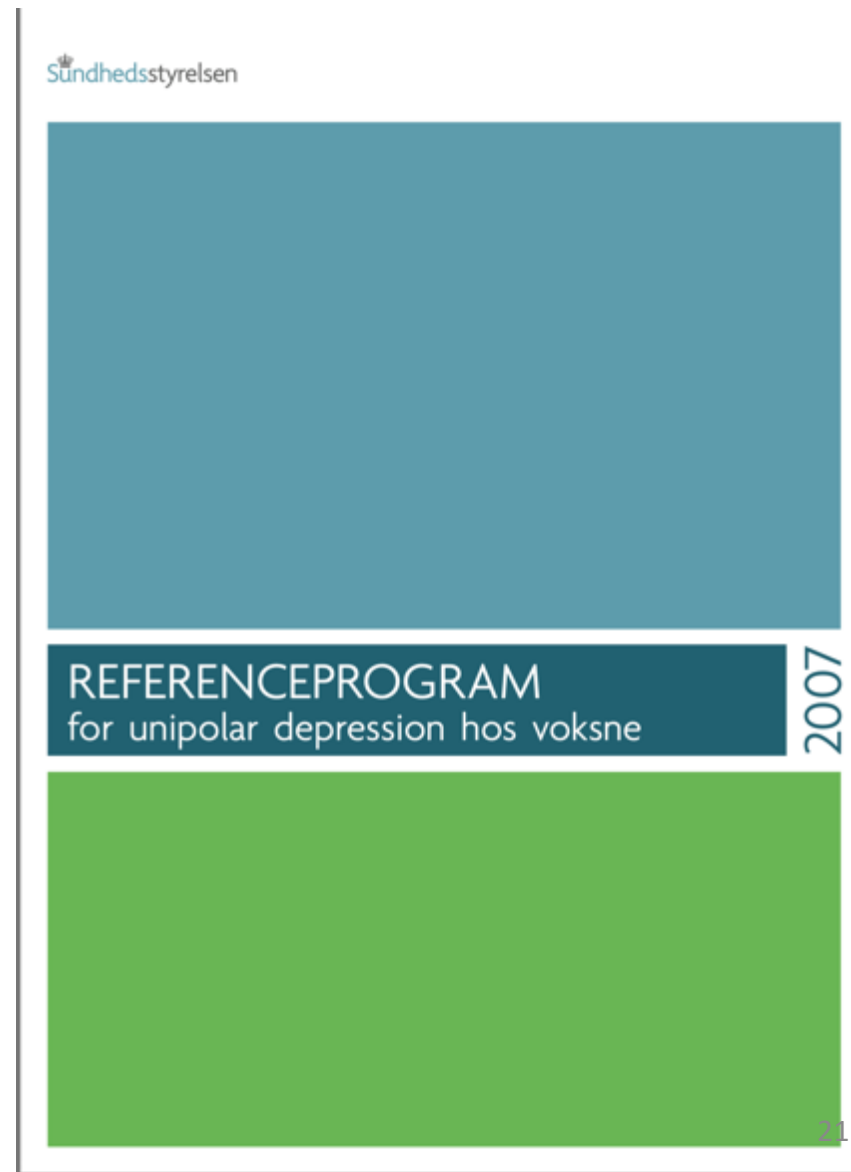 Sundhedsstyrelsen
REFERENCEPROGRAM
for unipolar depression hos voksne
2007
21